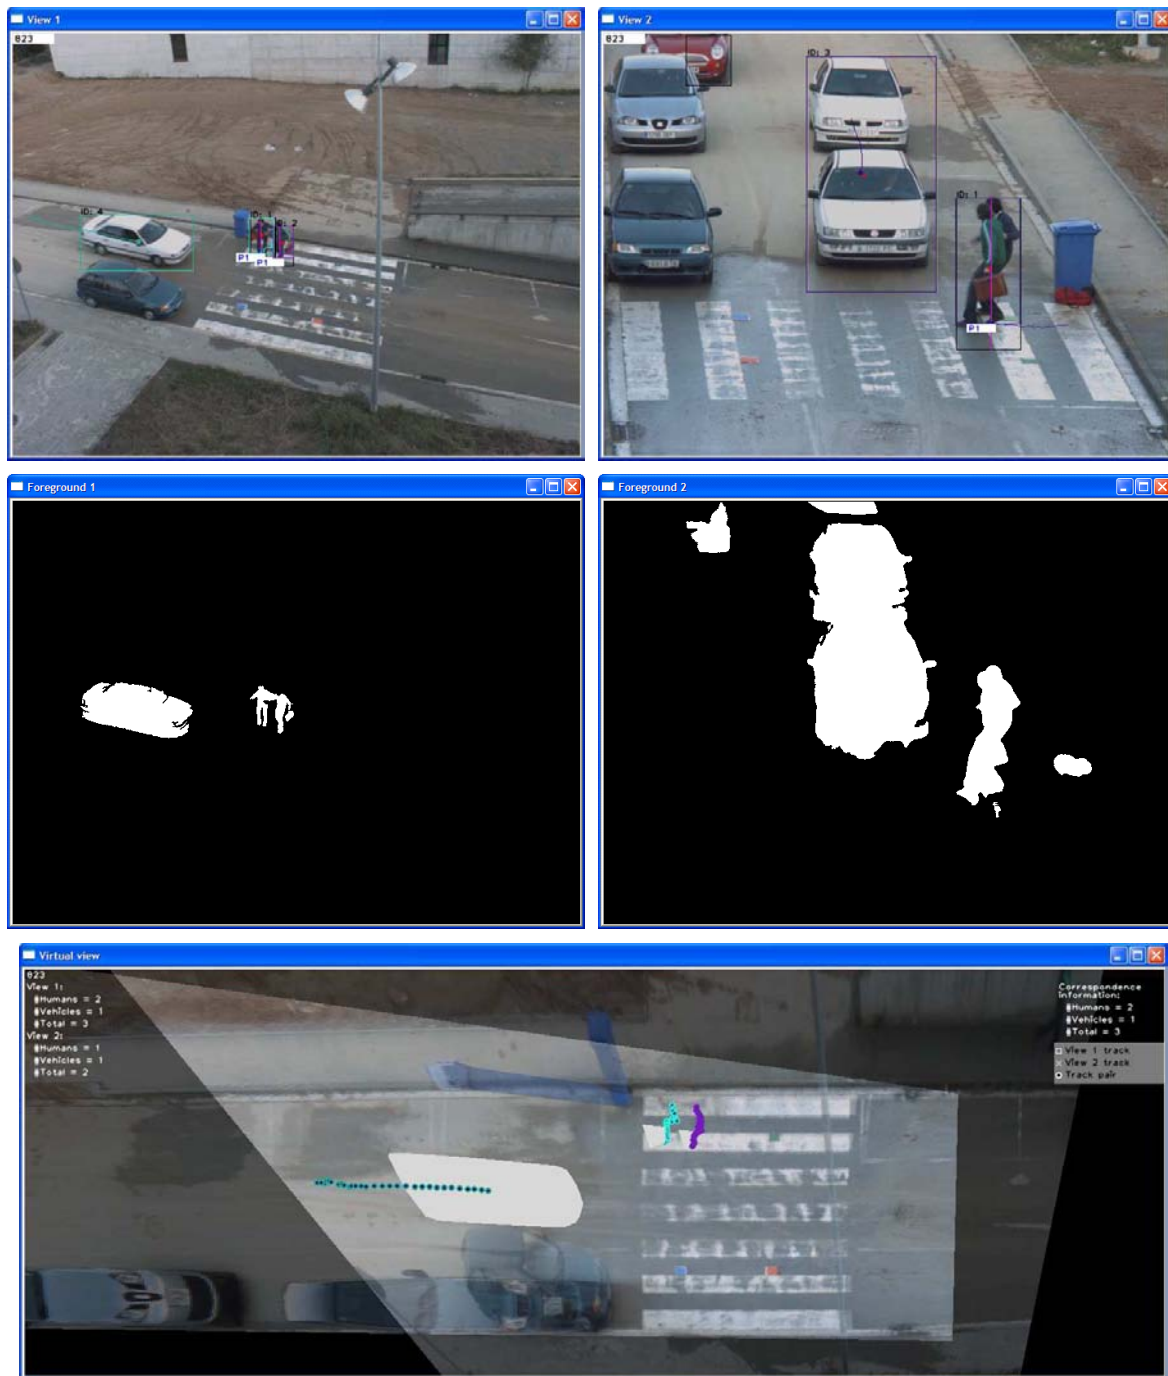 View 1
View 2
823
823
ID: 4
ID: 1
ID: 2
P1
P1
ID: 3
ID: 1
P1
Foreground 1
Foreground 2
Virtual view
823
View 1:
#Humans = 2
#Vehicles = 1
#Total = 3
View 2:
#Humans = 1
#Vehicles = 1
#Total = 2
Correspondence
information:
#Humans = 2
#Vehicles = 1
#Total = 3
View 1 track
View 2 track
Track pair